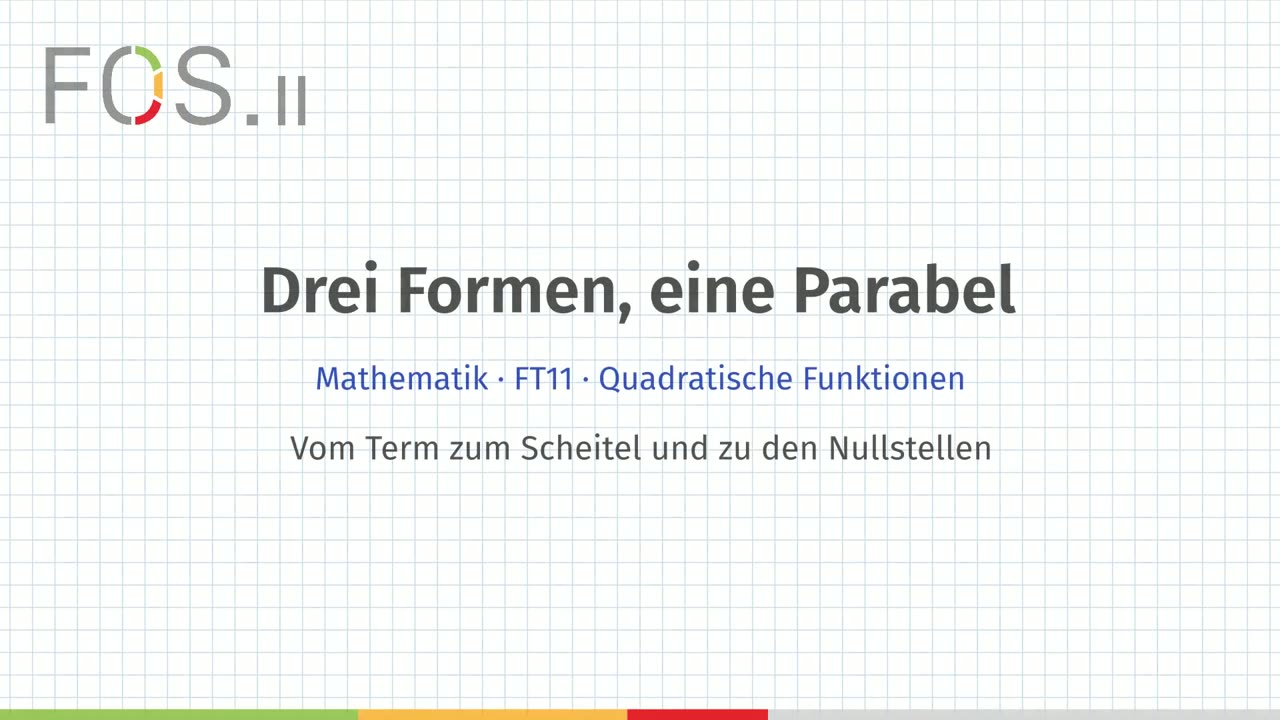 FOS.II
Drei Formen, eine Parabel
Mathematik · FT11 · Quadratische Funktionen
Vom Term zum Scheitel und zu den Nullstellen